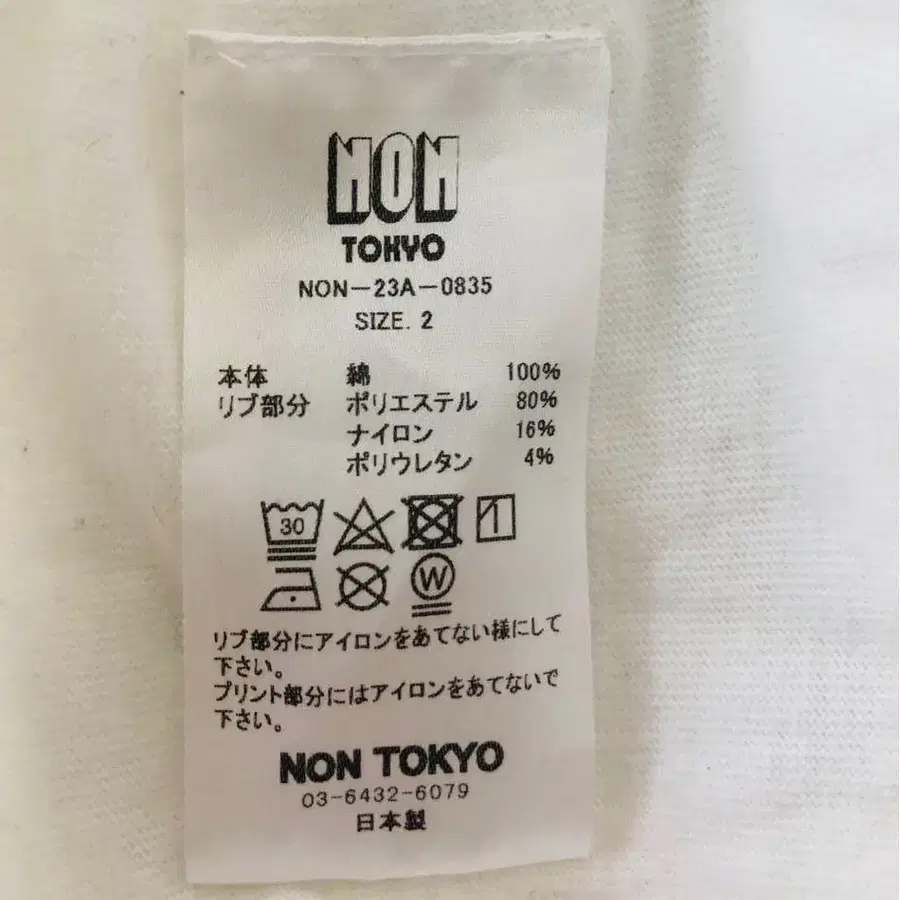 NON
TOKYO
NON-23A-0835
SIZE. 2
本体 綿 100%
リブ部分 ポリエステル 80%
ナイロン 16%
ポリウレタン 4%
30
W
リブ部分にアイロンをあてない様にして
下さい。
プリント部分にはアイロンをあてないで
下さい。
NON TOKYO
03-6432-6079
日本製